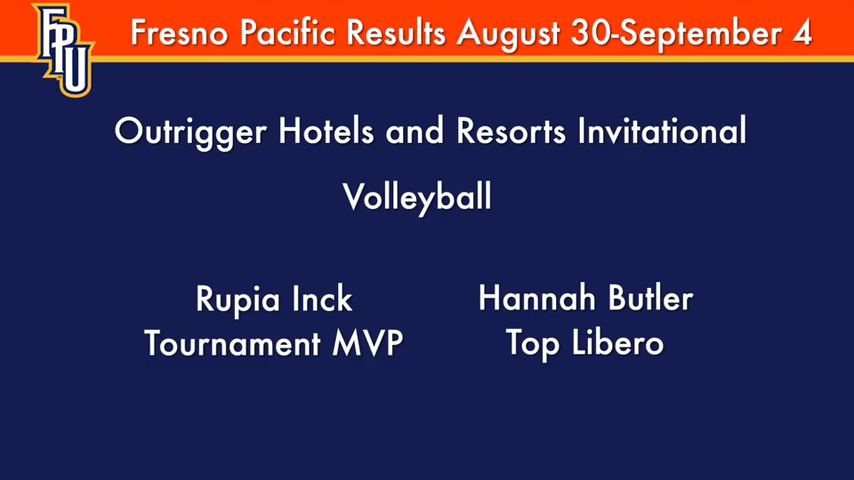 FPU
Fresno Pacific Results August 30-September 4
Outrigger Hotels and Resorts Invitational
Volleyball
Rupia Inck
Tournament MVP
Hannah Butler
Top Libero